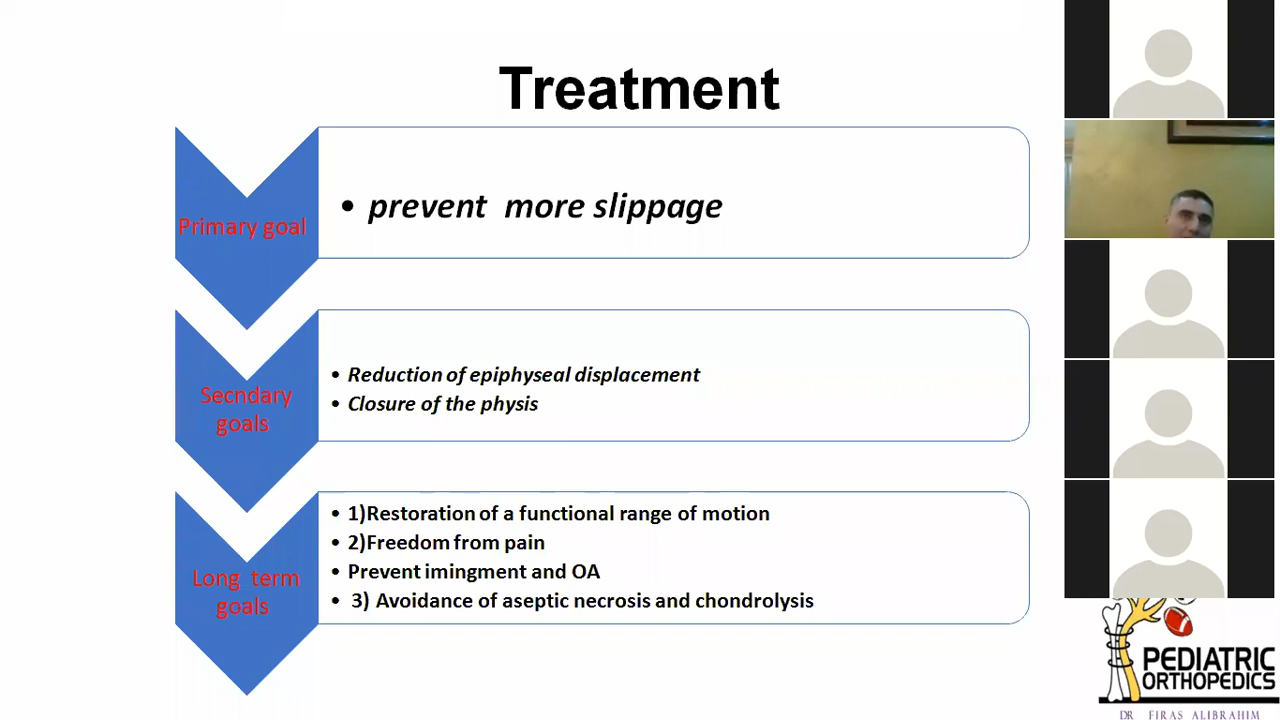 Treatment
Primary goal
• prevent more slippage
Secndary
goals
• Reduction of epiphyseal displacement
• Closure of the physis
Long term
goals
• 1)Restoration of a functional range of motion
• 2)Freedom from pain
• Prevent imingment and OA
• 3) Avoidance of aseptic necrosis and chondrolysis
PEDIATRIC
ORTHOPEDICS
DR FIRAS ALIBRAHIM